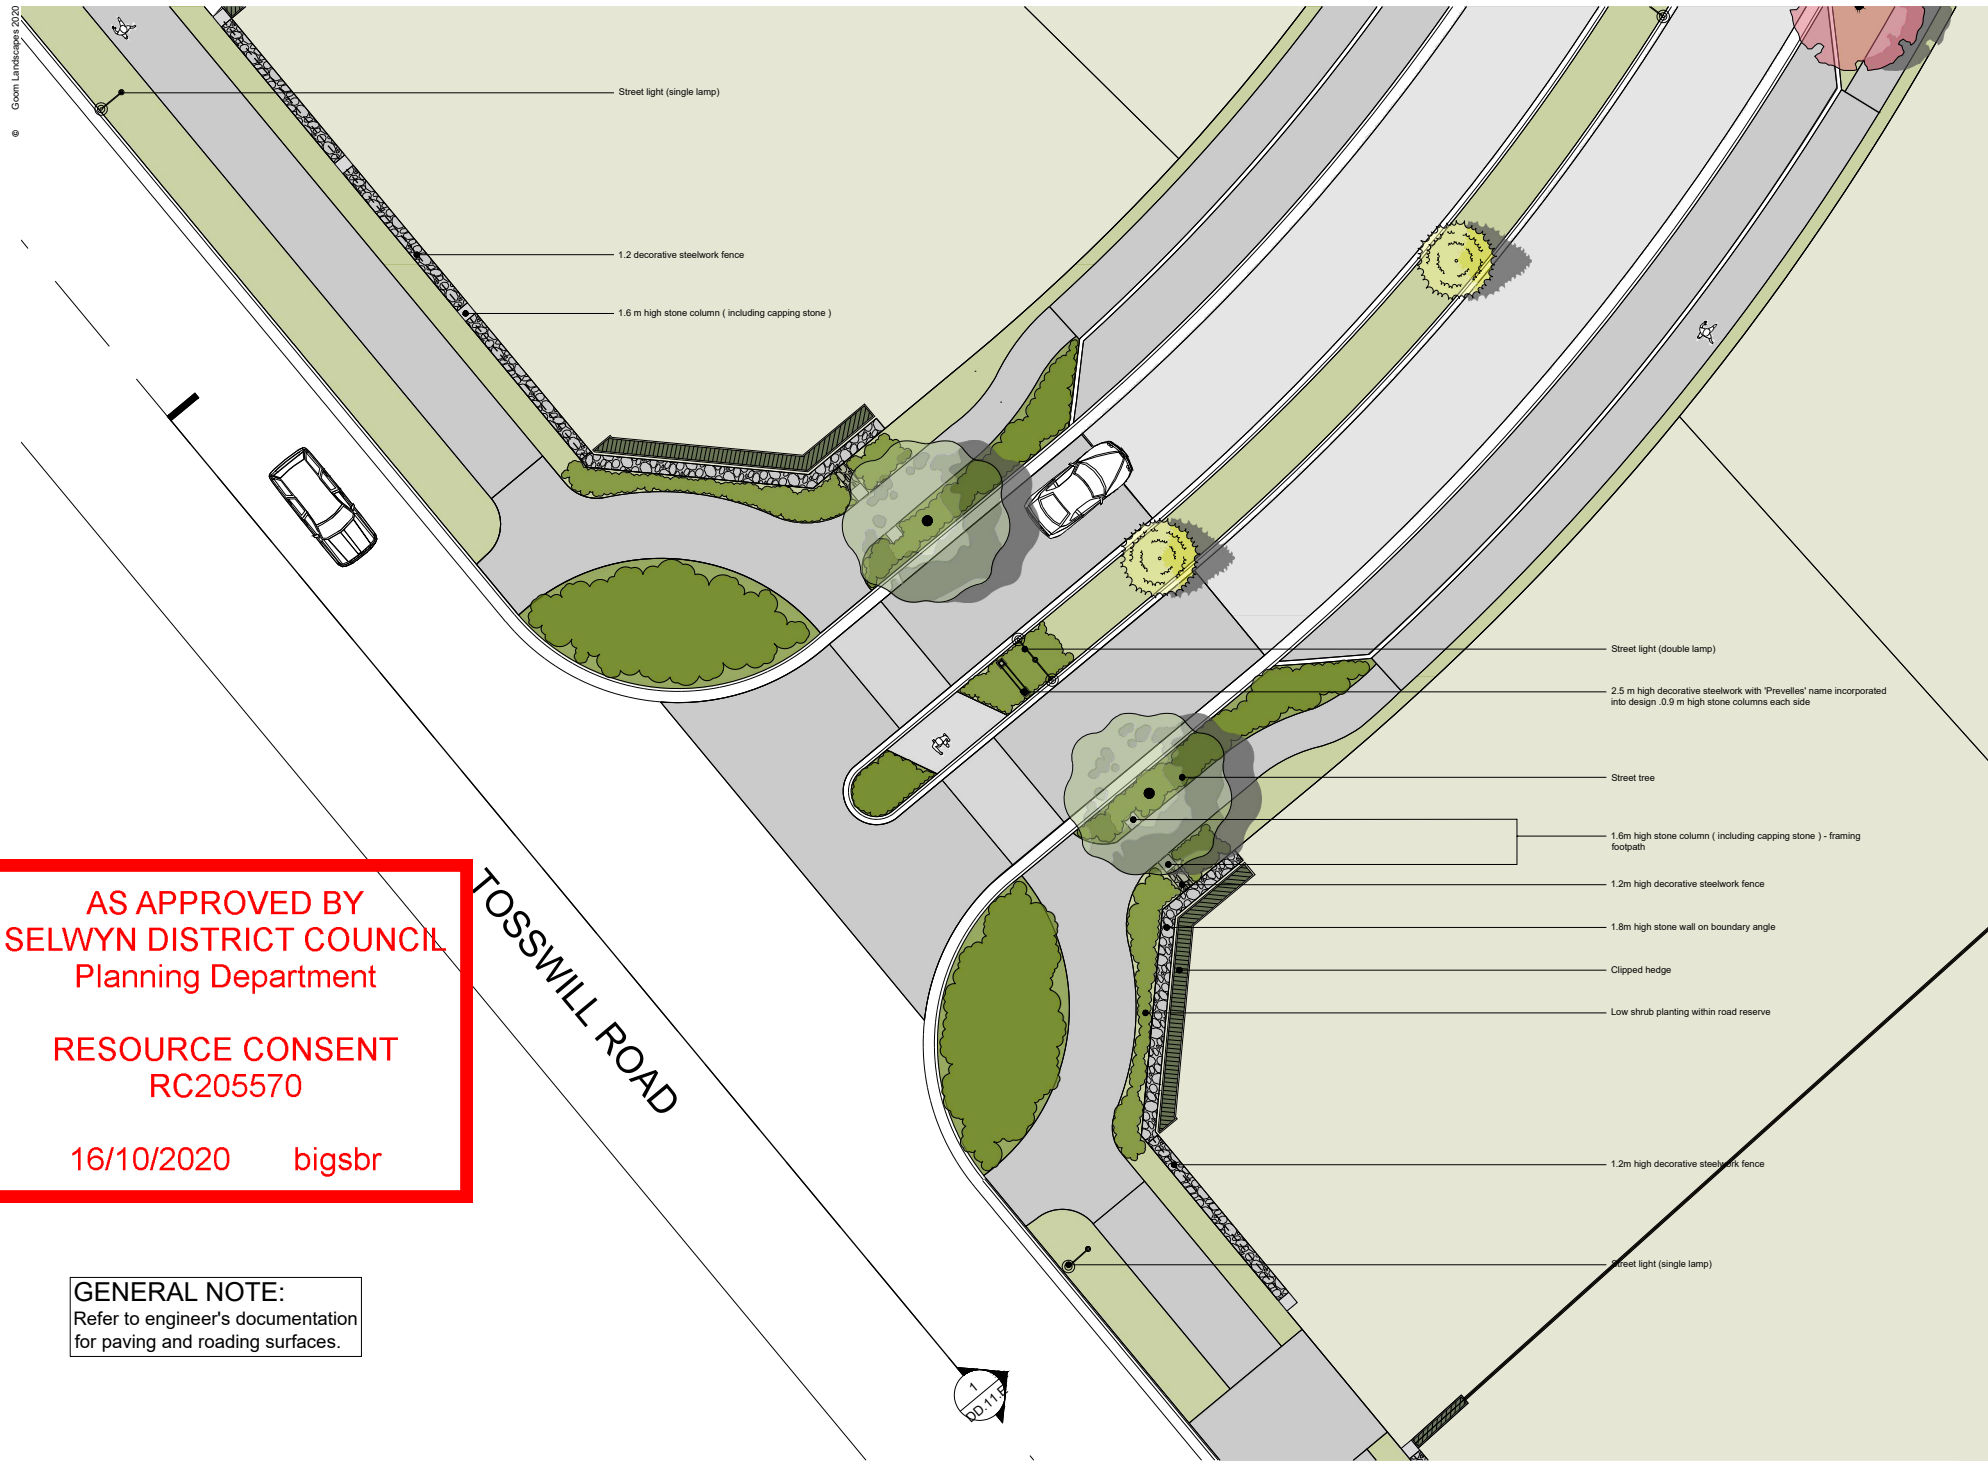 © Goom Landscapes 2020
Street light (single lamp)
1.2 decorative steelwork fence
1.6 m high stone column ( including capping stone )
Street light (double lamp)
2.5 m high decorative steelwork with 'Prevelles' name incorporated
into design .0.9 m high stone columns each side
Street tree
1.6m high stone column ( including capping stone ) - framing
footpath
1.2m high decorative steelwork fence
1.8m high stone wall on boundary angle
Clipped hedge
Low shrub planting within road reserve
1.2m high decorative steelwork fence
Street light (single lamp)
TOSSWILL ROAD
AS APPROVED BY
SELWYN DISTRICT COUNCIL
Planning Department
RESOURCE CONSENT
RC205570
16/10/2020 bigsbr
GENERAL NOTE:
Refer to engineer's documentation
for paving and roading surfaces.
1